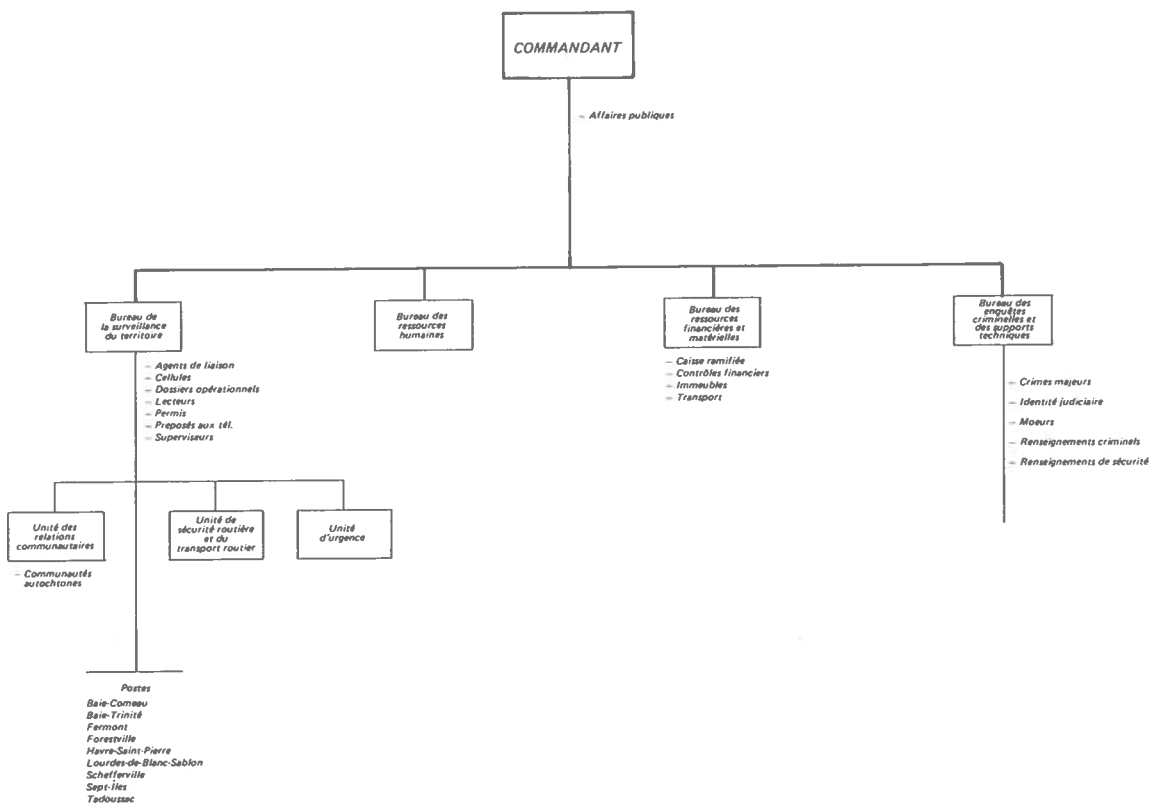 COMMANDANT
– Affaires publiques
Bureau de
la surveillance
du territoire
– Agents de liaison
– Cellules
– Dossiers opérationnels
– Lecteurs
– Permis
– Preposés aux tél.
– Superviseurs
Bureau des
ressources
humaines
Bureau des
ressources
financières et
matérielles
– Caisse ramifiée
– Contrôles financiers
– Immeubles
– Transport
Bureau des
enquêtes
criminelles et
des supports
techniques
– Crimes majeurs
– Identité judiciaire
– Moeurs
– Renseignements criminels
– Renseignements de sécurité
Unité des
relations
communautaires
– Communautés
autochtones
Unité de
sécurité routière
et du
transport routier
Unité
d'urgence
Postes
Baie-Comeau
Baie-Trinité
Fermont
Forestville
Havre-Saint-Pierre
Lourdes-de-Blanc-Sablon
Schefferville
Sept-Îles
Tadoussac